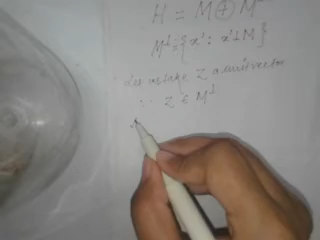 H = M ⊕ M⊥
M⊥ = {x' : x' ⊥ M}
Let us take Z a unit vector
∵ Z ∈ M⊥